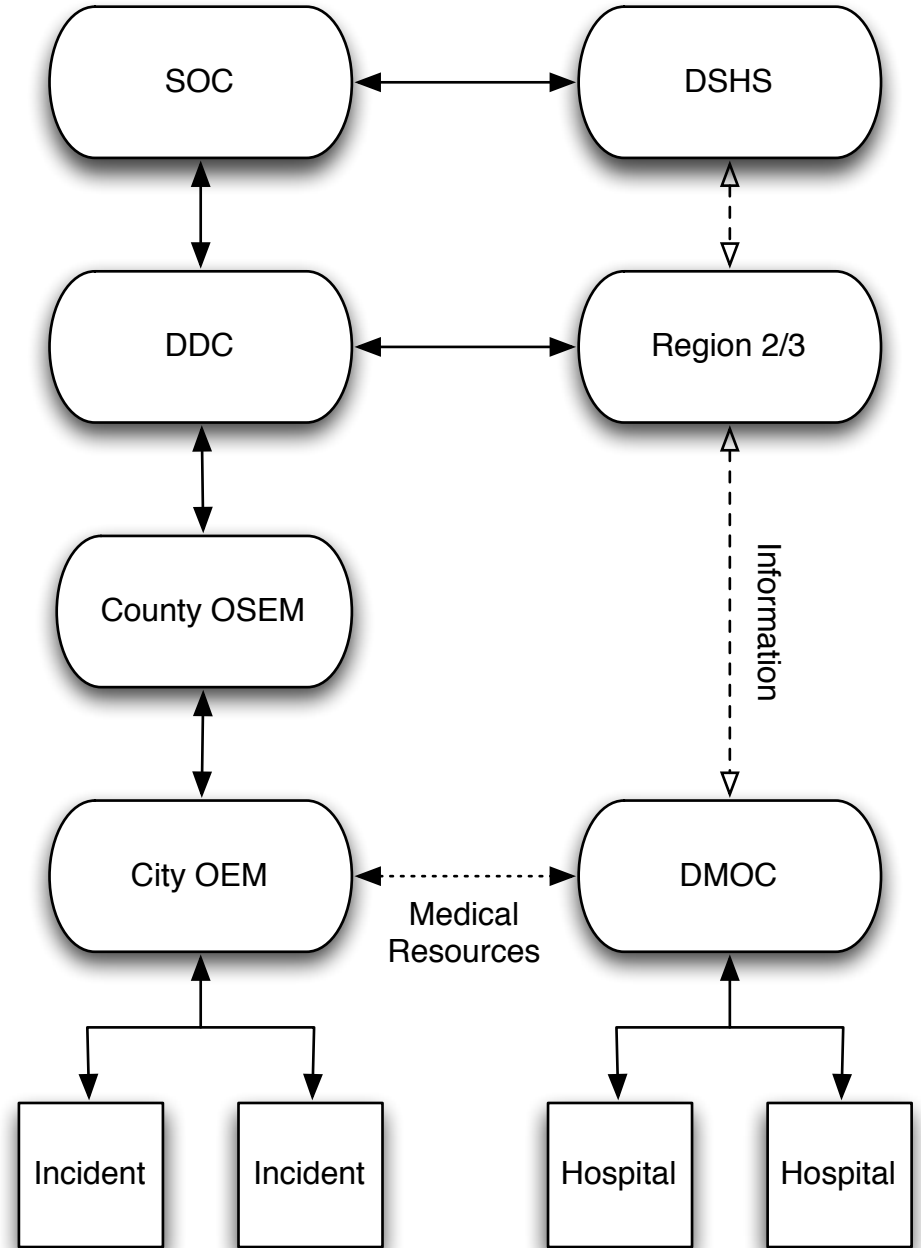 SOC
DSHS
DDC
Region 2/3
Information
County OSEM
City OEM
DMOC
Medical
Resources
Incident
Incident
Hospital
Hospital